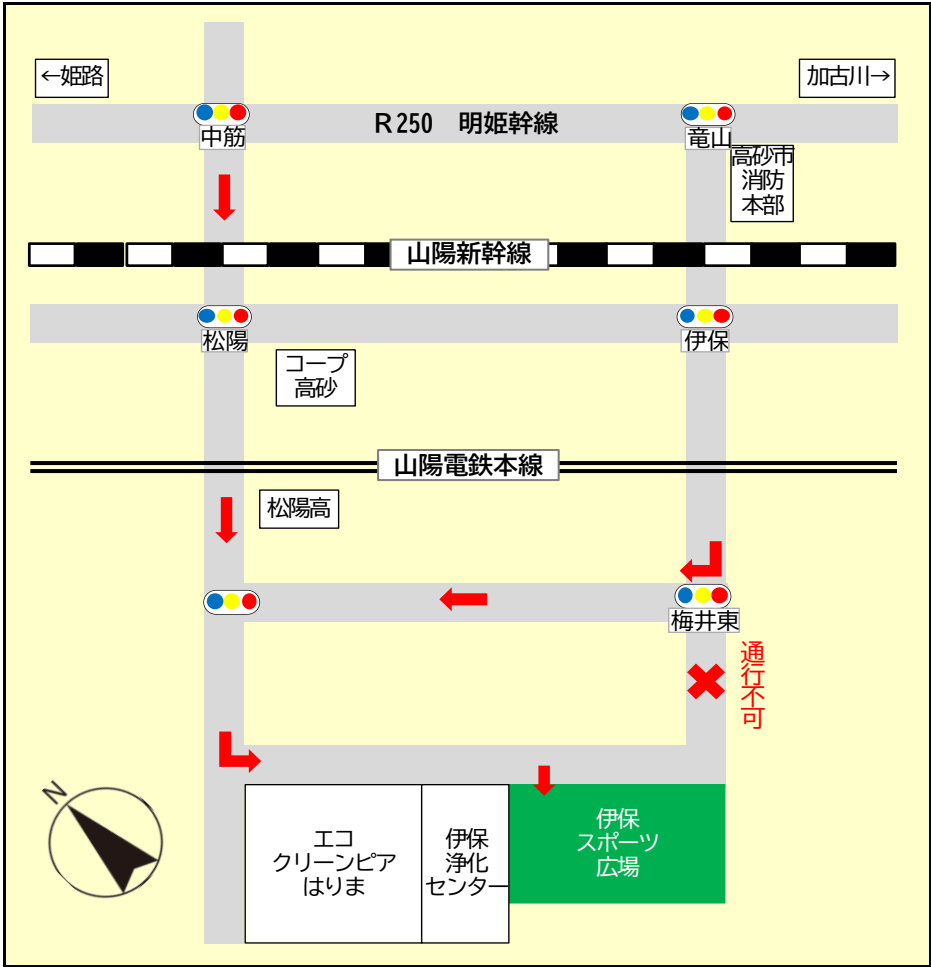 ←姫路
加古川→
R250 明姫幹線
中筋
竜山
高砂市
消防
本部
山陽新幹線
松陽
伊保
コープ
高砂
山陽電鉄本線
松陽高
梅井東
通行不可
N
エコ
クリーンピア
はりま
伊保
浄化
センター
伊保
スポーツ
広場